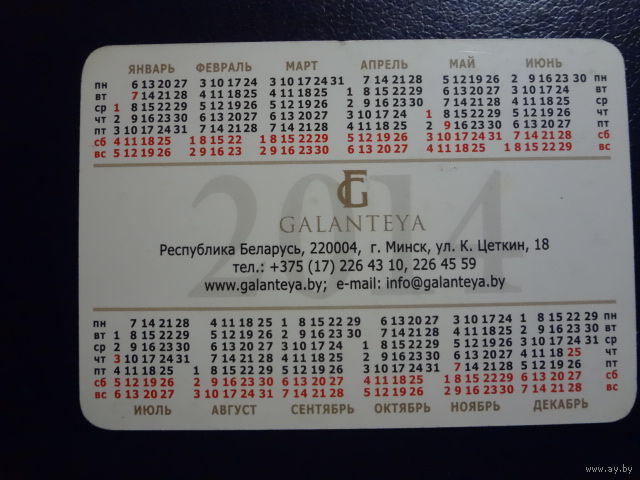 ЯНВАРЬ ФЕВРАЛЬ МАРТ АПРЕЛЬ МАЙ ИЮНЬ
пн 6 13 20 27 3 10 17 24 3 10 17 24 31 7 14 21 28 5 12 19 26 2 9 16 23 30 пн
вт 7 14 21 28 4 11 18 25 4 11 18 25 1 8 15 22 29 6 13 20 27 3 10 17 24 вт
ср 1 8 15 22 29 5 12 19 26 5 12 19 26 2 9 16 23 30 7 14 21 28 4 11 18 25 ср
чт 2 9 16 23 30 6 13 20 27 6 13 20 27 3 10 17 24 1 8 15 22 29 5 12 19 26 чт
пт 3 10 17 24 31 7 14 21 28 7 14 21 28 4 11 18 25 2 9 16 23 30 6 13 20 27 пт
сб 4 11 18 25 1 8 15 22 1 8 15 22 29 5 12 19 26 3 10 17 24 31 7 14 21 28 сб
вс 5 12 19 26 2 9 16 23 2 9 16 23 30 6 13 20 27 4 11 18 25 1 8 15 22 29 вс
2014
GALANTEYA
Республика Беларусь, 220004, г. Минск, ул. К. Цеткин, 18
тел.: +375 (17) 226 43 10, 226 45 59
www.galanteya.by; e-mail: info@galanteya.by
пн 7 14 21 28 4 11 18 25 1 8 15 22 29 6 13 20 27 3 10 17 24 1 8 15 22 29 пн
вт 1 8 15 22 29 5 12 19 26 2 9 16 23 30 7 14 21 28 4 11 18 25 2 9 16 23 30 вт
ср 2 9 16 23 30 6 13 20 27 3 10 17 24 1 8 15 22 29 5 12 19 26 3 10 17 24 31 ср
чт 3 10 17 24 31 7 14 21 28 4 11 18 25 2 9 16 23 30 6 13 20 27 4 11 18 25 чт
пт 4 11 18 25 1 8 15 22 29 5 12 19 26 3 10 17 24 31 7 14 21 28 5 12 19 26 пт
сб 5 12 19 26 2 9 16 23 30 6 13 20 27 4 11 18 25 1 8 15 22 29 6 13 20 27 сб
вс 6 13 20 27 3 10 17 24 31 7 14 21 28 5 12 19 26 2 9 16 23 30 7 14 21 28 вс
ИЮЛЬ АВГУСТ СЕНТЯБРЬ ОКТЯБРЬ НОЯБРЬ ДЕКАБРЬ
www.ay.by